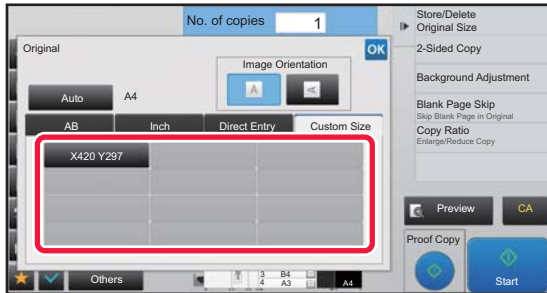 No. of copies 1
Original
OK
Image Orientation
A A
Auto A4
AB Inch Direct Entry Custom Size
X420 Y297
Others
3 B4
4 A3
A4
Store/Delete
Original Size
2-Sided Copy
Background Adjustment
Blank Page Skip
Skip Blank Page in Original
Copy Ratio
Enlarge/Reduce Copy
Preview CA
Proof Copy
Start